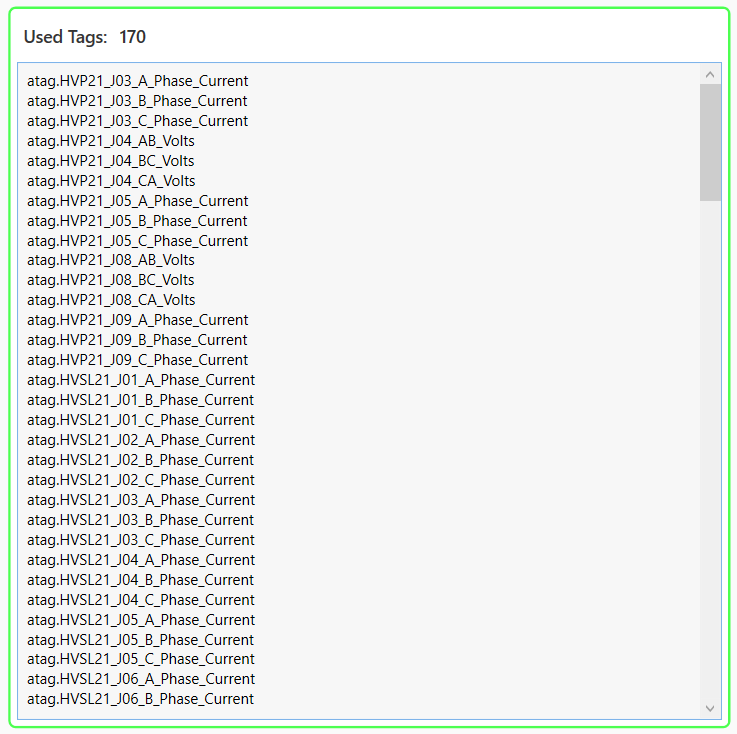 Used Tags: 170
atag.HVP21_J03_A_Phase_Current
atag.HVP21_J03_B_Phase_Current
atag.HVP21_J03_C_Phase_Current
atag.HVP21_J04_AB_Volts
atag.HVP21_J04_BC_Volts
atag.HVP21_J04_CA_Volts
atag.HVP21_J05_A_Phase_Current
atag.HVP21_J05_B_Phase_Current
atag.HVP21_J05_C_Phase_Current
atag.HVP21_J08_AB_Volts
atag.HVP21_J08_BC_Volts
atag.HVP21_J08_CA_Volts
atag.HVP21_J09_A_Phase_Current
atag.HVP21_J09_B_Phase_Current
atag.HVP21_J09_C_Phase_Current
atag.HVSL21_J01_A_Phase_Current
atag.HVSL21_J01_B_Phase_Current
atag.HVSL21_J01_C_Phase_Current
atag.HVSL21_J02_A_Phase_Current
atag.HVSL21_J02_B_Phase_Current
atag.HVSL21_J02_C_Phase_Current
atag.HVSL21_J03_A_Phase_Current
atag.HVSL21_J03_B_Phase_Current
atag.HVSL21_J03_C_Phase_Current
atag.HVSL21_J04_A_Phase_Current
atag.HVSL21_J04_B_Phase_Current
atag.HVSL21_J04_C_Phase_Current
atag.HVSL21_J05_A_Phase_Current
atag.HVSL21_J05_B_Phase_Current
atag.HVSL21_J05_C_Phase_Current
atag.HVSL21_J06_A_Phase_Current
atag.HVSL21_J06_B_Phase_Current